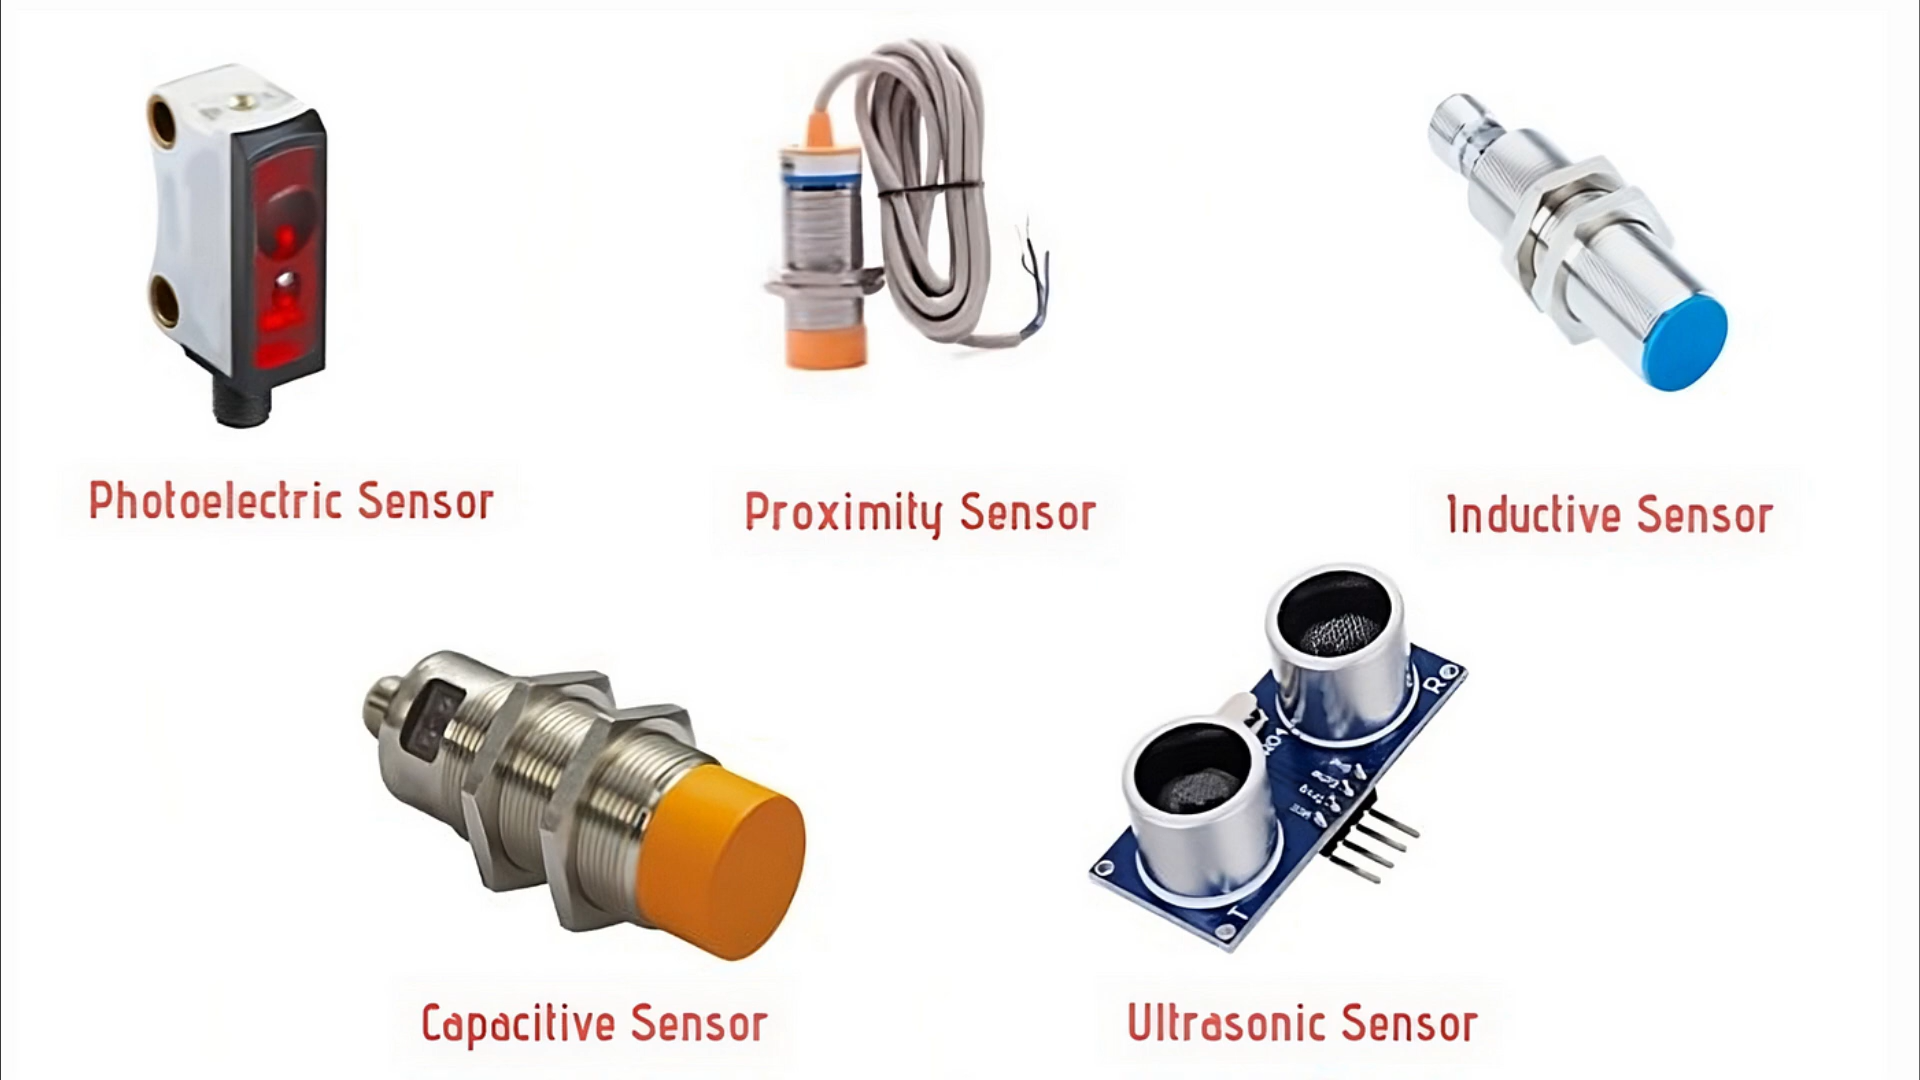 Photoelectric Sensor
Proximity Sensor
Inductive Sensor
R
T
Capacitive Sensor
Ultrasonic Sensor